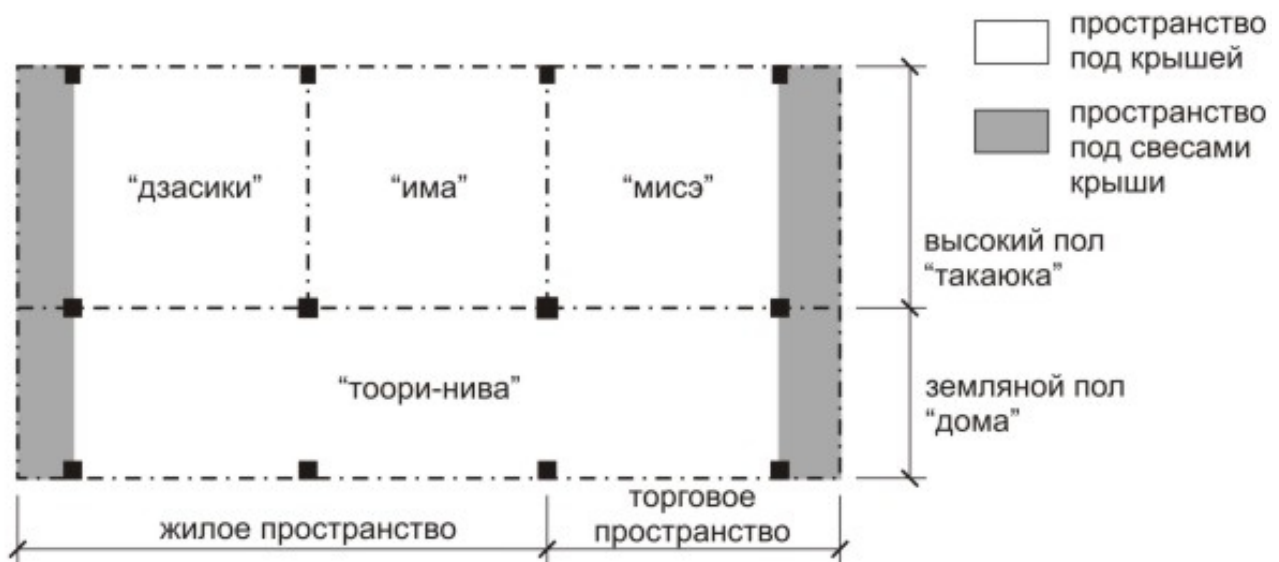 пространство
под крышей
пространство
под свесами
крыши
“дзасики”
“има”
“мисэ”
высокий пол
“такаюка”
“тоори-нива”
земляной пол
“дома”
жилое пространство
торговое
пространство